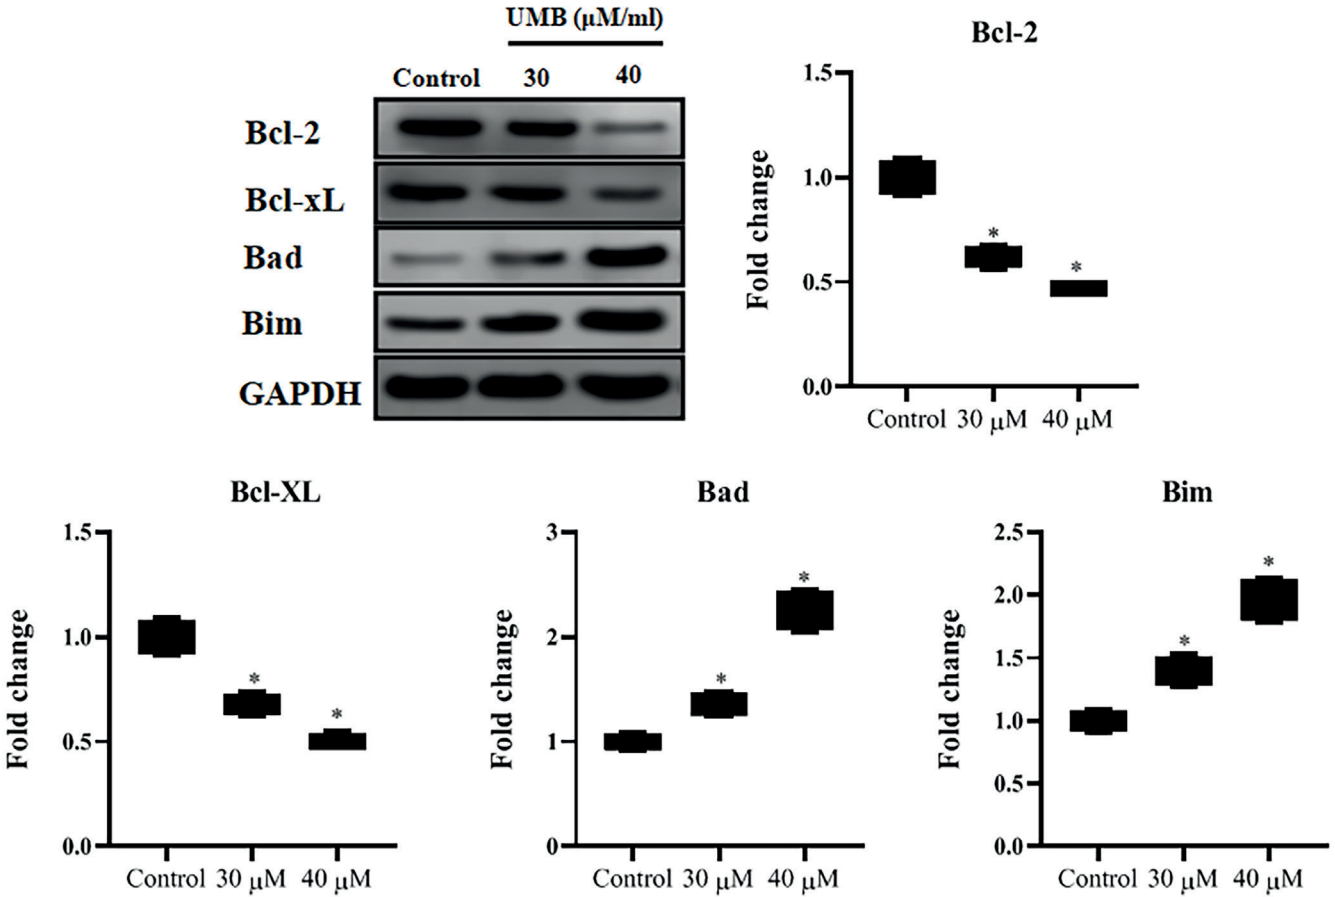 UMB (µM/ml)
Control 30 40
Bcl-2
Bcl-xL
Bad
Bim
GAPDH
Bcl-2
Fold change
1.5
1.0
0.5
0.0
*
*
Control 30 µM 40 µM
Bcl-XL
Fold change
1.5
1.0
0.5
0.0
*
*
Control 30 µM 40 µM
Bad
Fold change
3
2
1
0
*
*
Control 30 µM 40 µM
Bim
Fold change
2.5
2.0
1.5
1.0
0.5
0.0
*
*
Control 30 µM 40 µM